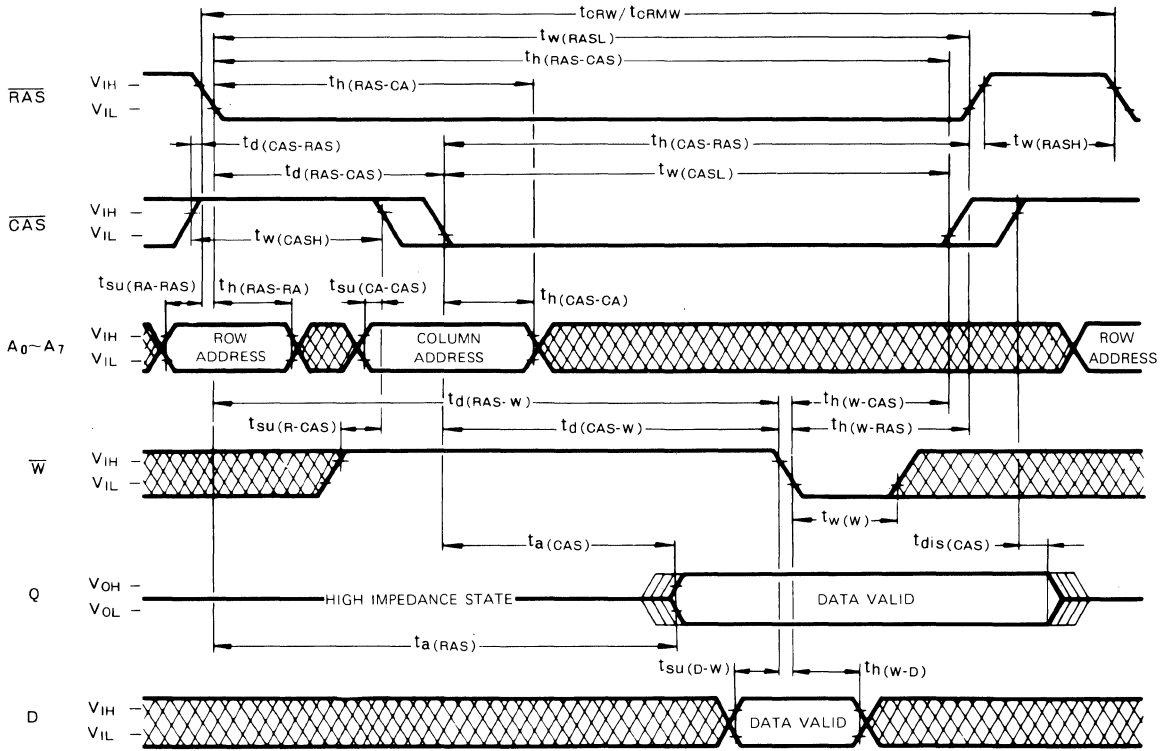 tCRW/tCRMW
tw(RASL)
th(RAS-CAS)
th(RAS-CA)
RAS
VIH
VIL
td(CAS-RAS)
th(CAS-RAS)
tw(RASH)
td(RAS-CAS)
tw(CASL)
CAS
VIH
VIL
tw(CASH)
tsu(RA-RAS)
th(RAS-RA)
tsu(CA-CAS)
th(CAS-CA)
A0~A7
VIH
VIL
ROW
ADDRESS
COLUMN
ADDRESS
ROW
ADDRESS
td(RAS-W)
th(W-CAS)
tsu(R-CAS)
td(CAS-W)
th(W-RAS)
W
VIH
VIL
tw(W)
ta(CAS)
tdis(CAS)
Q
VOH
VOL
HIGH IMPEDANCE STATE
DATA VALID
ta(RAS)
tsu(D-W)
th(W-D)
D
VIH
VIL
DATA VALID